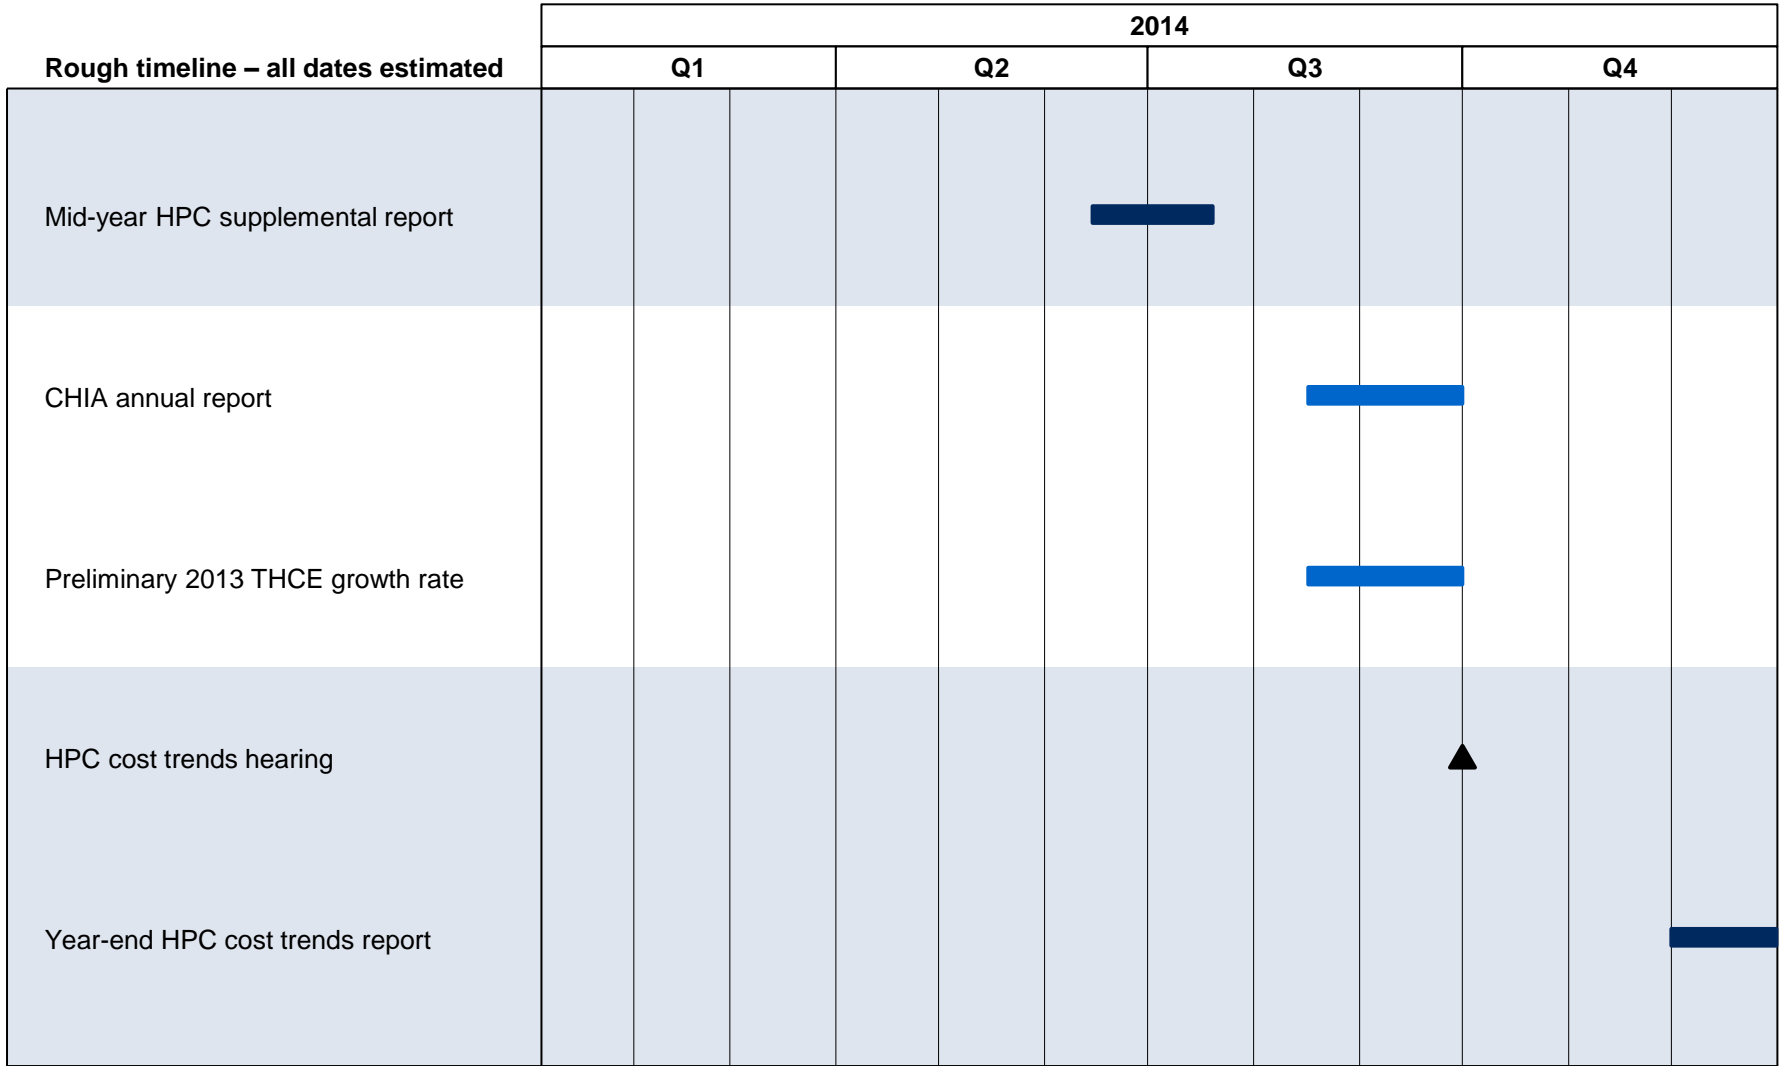 2014
Rough timeline – all dates estimated
Q1 Q2 Q3 Q4
Mid-year HPC supplemental report
CHIA annual report
Preliminary 2013 THCE growth rate
HPC cost trends hearing
Year-end HPC cost trends report